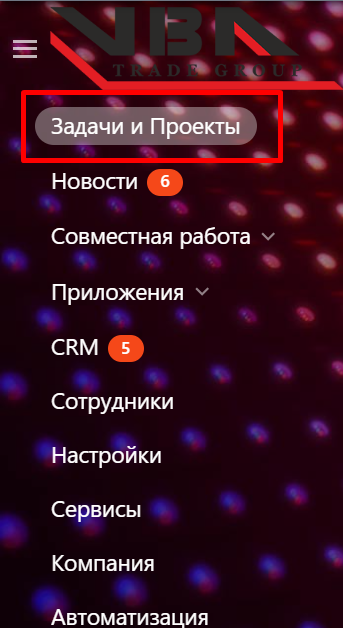 VBA
TRADE GROUP
Задачи и Проекты
Новости 6
Совместная работа
Приложения
CRM 5
Сотрудники
Настройки
Сервисы
Компания
Автоматизация